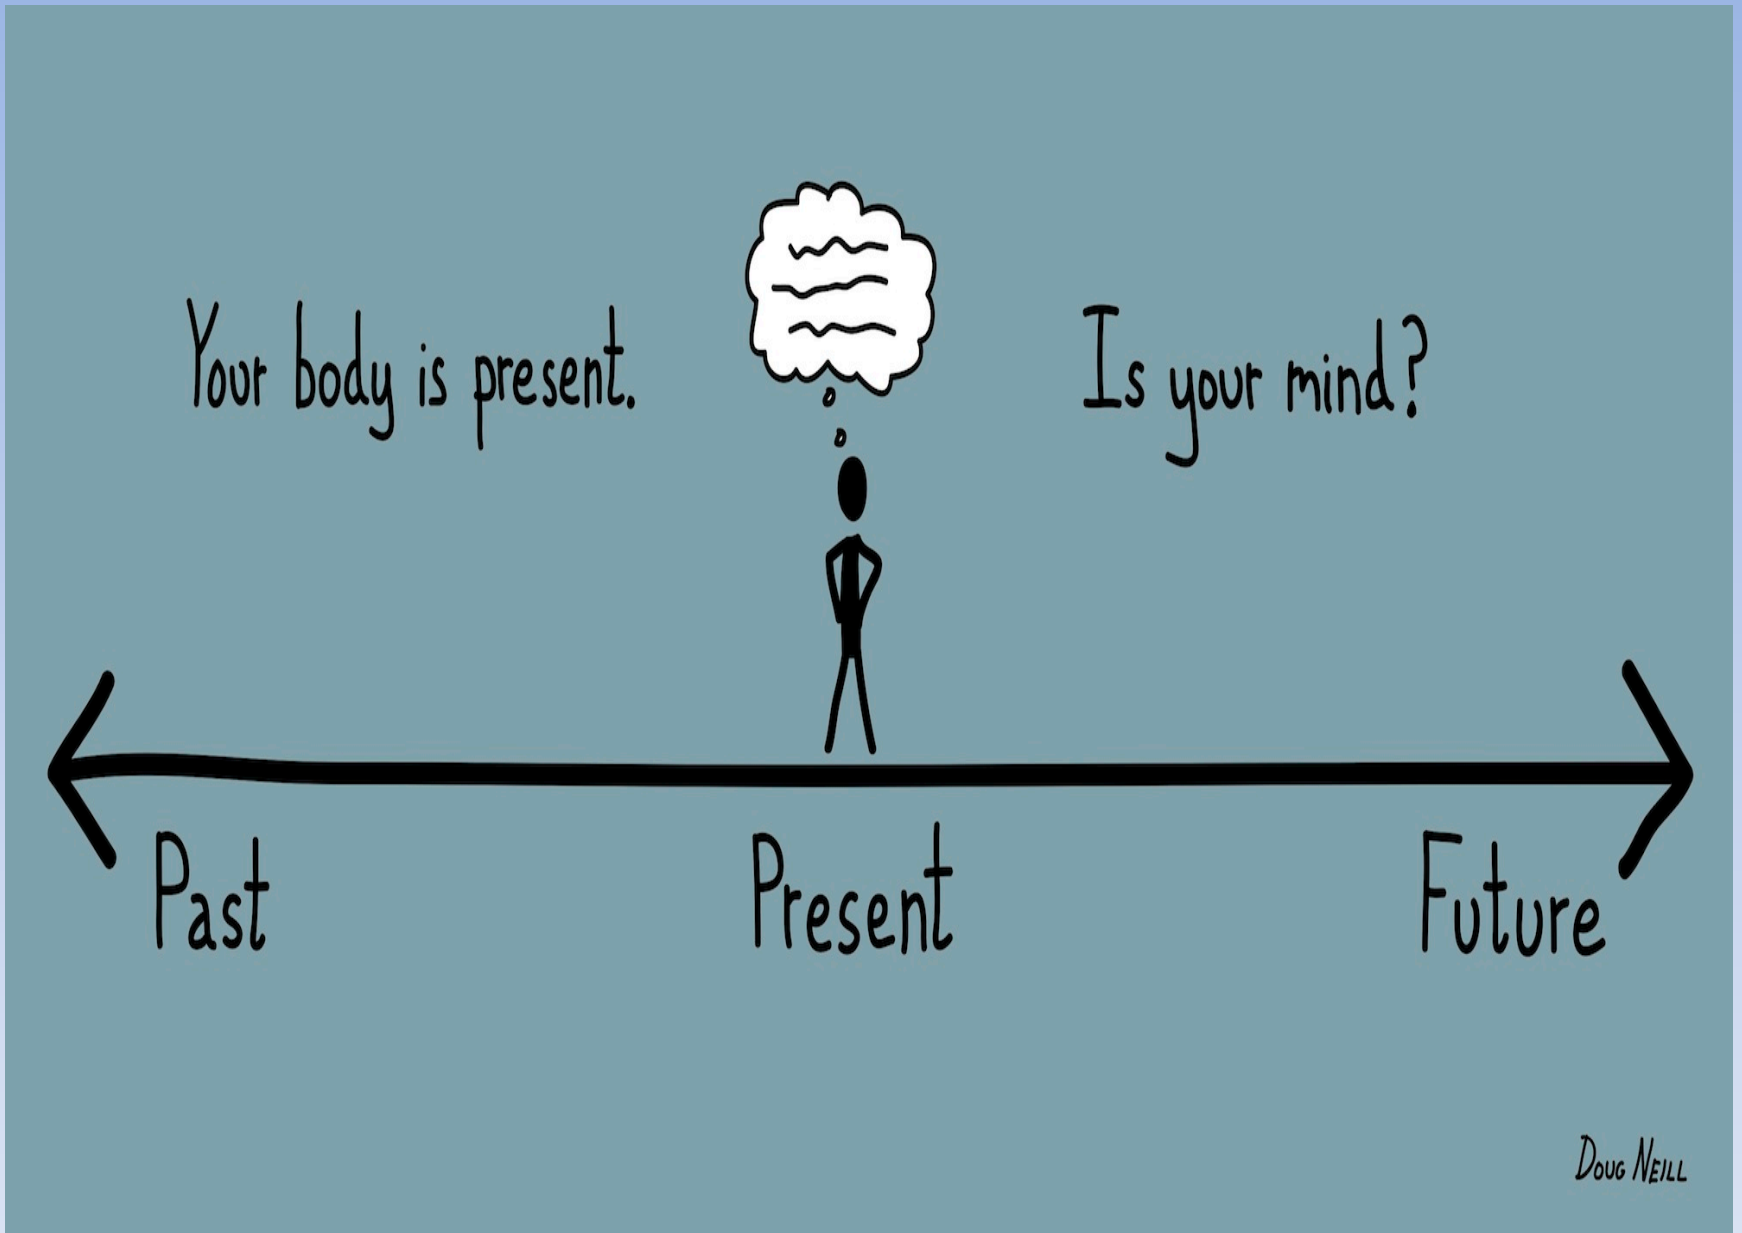 Your body is present.
Is your mind?
Past
Present
Future
DOUG NEILL